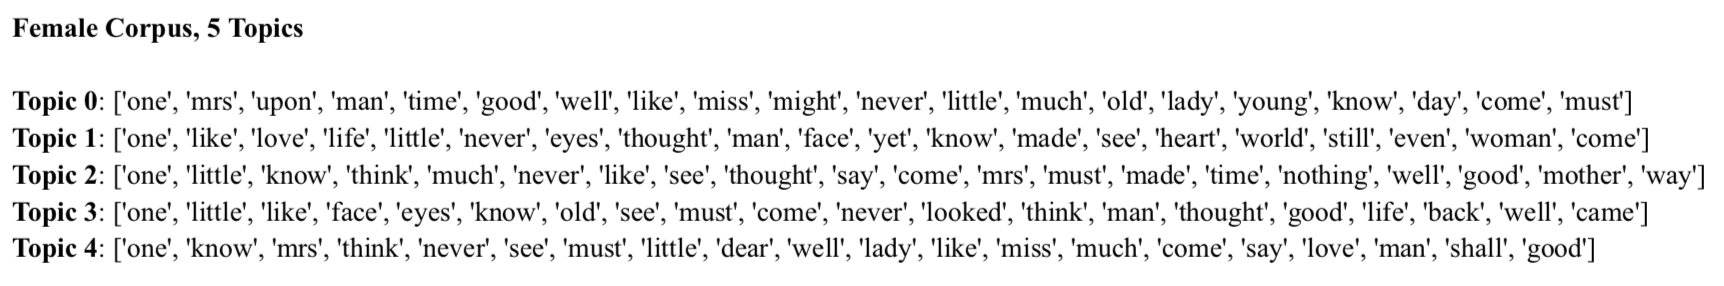 Female Corpus, 5 Topics
Topic 0: ['one', 'mrs', 'upon', 'man', 'time', 'good', 'well', 'like', 'miss', 'might', 'never', 'little', 'much', 'old', 'lady', 'young', 'know', 'day', 'come', 'must']
Topic 1: ['one', 'like', 'love', 'life', 'little', 'never', 'eyes', 'thought', 'man', 'face', 'yet', 'know', 'made', 'see', 'heart', 'world', 'still', 'even', 'woman', 'come']
Topic 2: ['one', 'little', 'know', 'think', 'much', 'never', 'like', 'see', 'thought', 'say', 'come', 'mrs', 'must', 'made', 'time', 'nothing', 'well', 'good', 'mother', 'way']
Topic 3: ['one', 'little', 'like', 'face', 'eyes', 'know', 'old', 'see', 'must', 'come', 'never', 'looked', 'think', 'man', 'thought', 'good', 'life', 'back', 'well', 'came']
Topic 4: ['one', 'know', 'mrs', 'think', 'never', 'see', 'must', 'little', 'dear', 'well', 'lady', 'like', 'miss', 'much', 'come', 'say', 'love', 'man', 'shall', 'good']